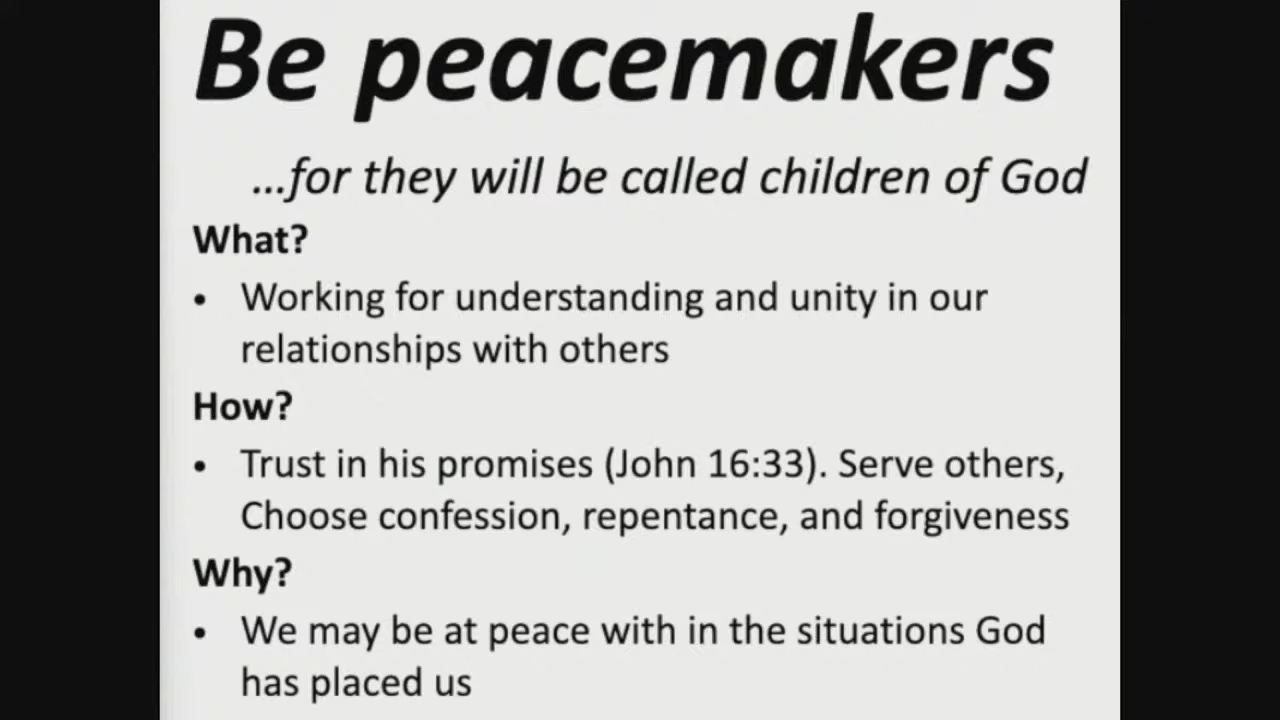 Be peacemakers
...for they will be called children of God
What?
• Working for understanding and unity in our
relationships with others
How?
• Trust in his promises (John 16:33). Serve others,
Choose confession, repentance, and forgiveness
Why?
• We may be at peace with in the situations God
has placed us